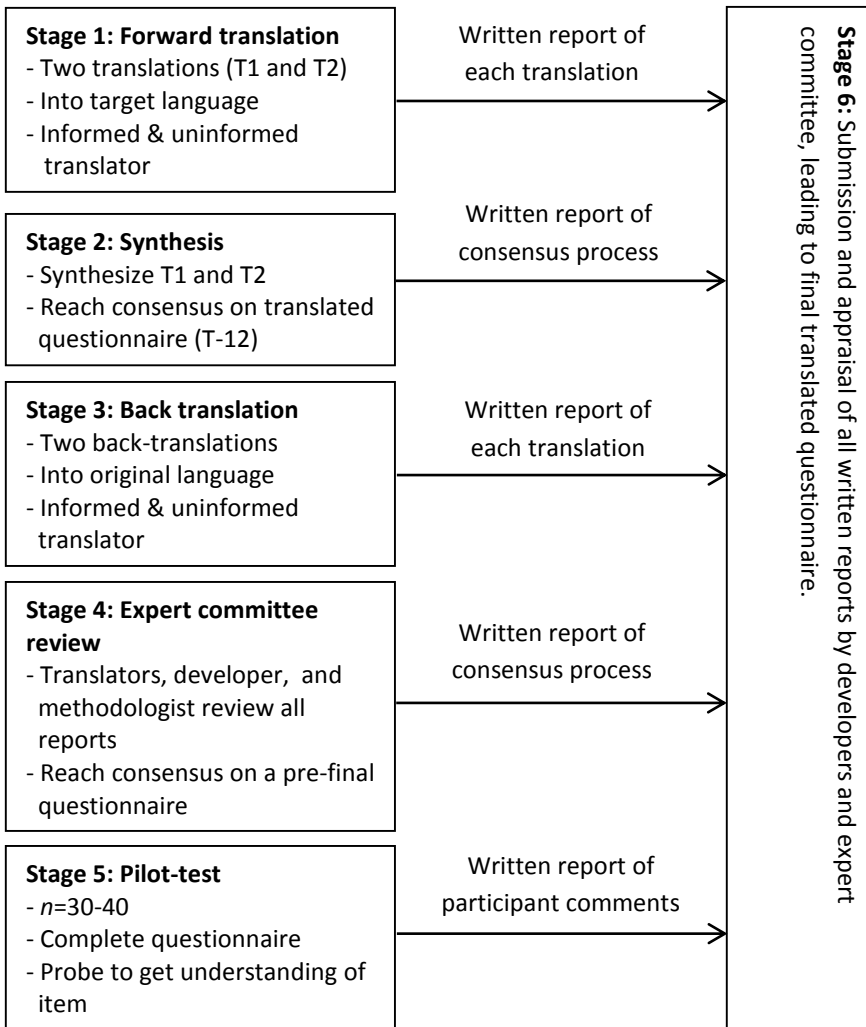 Stage 1: Forward translation
- Two translations (T1 and T2)
- Into target language
- Informed & uninformed
translator
Written report of
each translation
Stage 2: Synthesis
- Synthesize T1 and T2
- Reach consensus on translated
questionnaire (T-12)
Written report of
consensus process
Stage 3: Back translation
- Two back-translations
- Into original language
- Informed & uninformed
translator
Written report of
each translation
Stage 4: Expert committee
review
- Translators, developer, and
methodologist review all
reports
- Reach consensus on a pre-final
questionnaire
Written report of
consensus process
Stage 5: Pilot-test
- n=30-40
- Complete questionnaire
- Probe to get understanding of
item
Written report of
participant comments
Stage 6: Submission and appraisal of all written reports by developers and expert
committee, leading to final translated questionnaire.